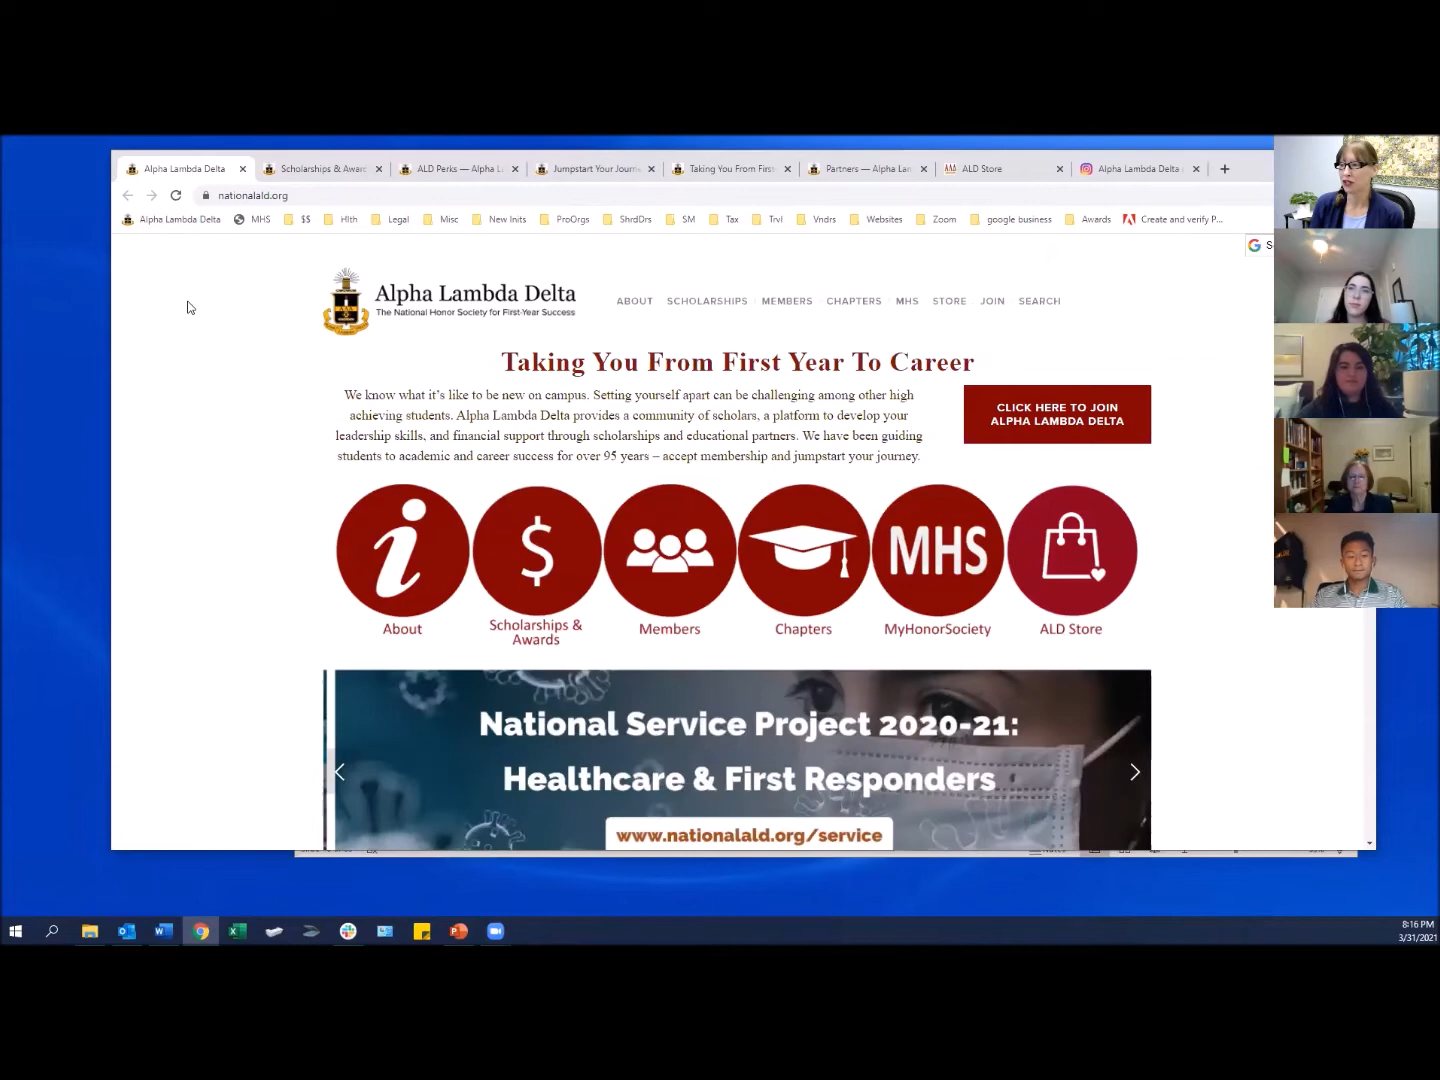 Alpha Lambda Delta
Scholarships & Award
ALD Perks — Alpha L
Jumpstart Your Journ
Taking You From First
Partners — Alpha Lam
ALD Store
Alpha Lambda Delta
nationalald.org
Alpha Lambda Delta
MHS
$$
Hlth
Legal
Misc
New Inits
ProOrgs
ShrdDrs
SM
Tax
Trvl
Vndrs
Websites
Zoom
google business
Awards
Create and verify P...
Alpha Lambda Delta
The National Honor Society for First-Year Success
ABOUT SCHOLARSHIPS MEMBERS CHAPTERS MHS STORE JOIN SEARCH
Taking You From First Year To Career
We know what it’s like to be new on campus. Setting yourself apart can be challenging among other high
achieving students. Alpha Lambda Delta provides a community of scholars, a platform to develop your
leadership skills, and financial support through scholarships and educational partners. We have been guiding
students to academic and career success for over 95 years – accept membership and jumpstart your journey.
CLICK HERE TO JOIN
ALPHA LAMBDA DELTA
i
$
MHS
About
Scholarships &
Awards
Members
Chapters
MyHonorSociety
ALD Store
National Service Project 2020-21:
Healthcare & First Responders
www.nationalald.org/service
8:16 PM
3/31/2021